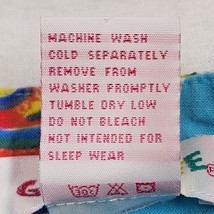 MACHINE WASH
COLD SEPARATELY
REMOVE FROM
WASHER PROMPTLY
TUMBLE DRY LOW
DO NOT BLEACH
NOT INTENDED FOR
SLEEP WEAR